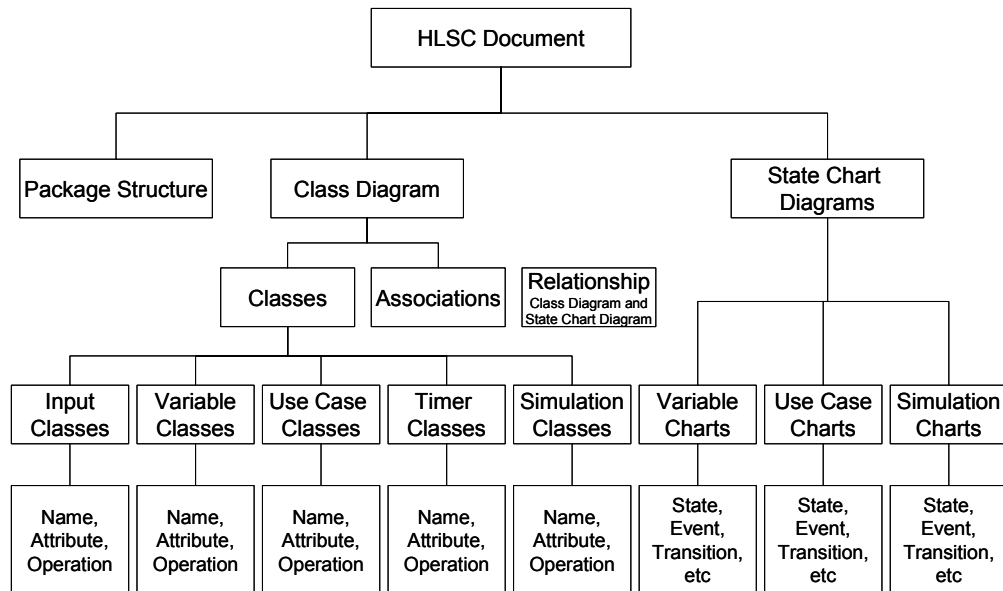 HLSC Document
Package Structure
Class Diagram
State Chart
Diagrams
Classes
Associations
Relationship
Class Diagram and
State Chart Diagram
Input
Classes
Variable
Classes
Use Case
Classes
Timer
Classes
Simulation
Classes
Variable
Charts
Use Case
Charts
Simulation
Charts
Name,
Attribute,
Operation
Name,
Attribute,
Operation
Name,
Attribute,
Operation
Name,
Attribute,
Operation
Name,
Attribute,
Operation
State,
Event,
Transition,
etc
State,
Event,
Transition,
etc
State,
Event,
Transition,
etc